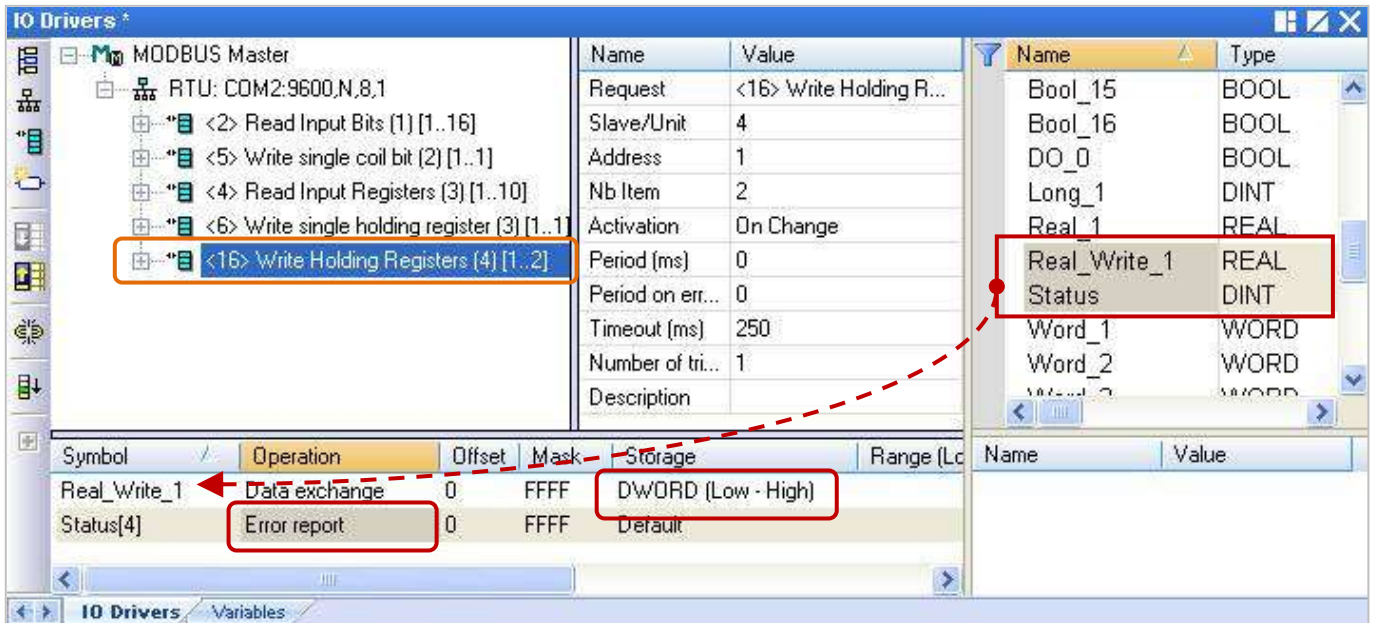 IO Drivers *
MODBUS Master
RTU: COM2:9600,N,8,1
<2> Read Input Bits (1) [1..16]
<5> Write single coil bit (2) [1..1]
<4> Read Input Registers (3) [1..10]
<6> Write single holding register (3) [1..1]
<16> Write Holding Registers (4) [1..2]
Name Value
Request <16> Write Holding R...
Slave/Unit 4
Address 1
Nb Item 2
Activation On Change
Period (ms) 0
Period on err... 0
Timeout (ms) 250
Number of tri... 1
Description
Name Type
Bool_15 BOOL
Bool_16 BOOL
DO_0 BOOL
Long_1 DINT
Real_1 REAL
Real_Write_1 REAL
Status DINT
Word_1 WORD
Word_2 WORD
Symbol Operation Offset Mask Storage Range (Lo
Real_Write_1 Data exchange 0 FFFF DWORD (Low - High)
Status[4] Error report 0 FFFF Default
Name Value
IO Drivers Variables